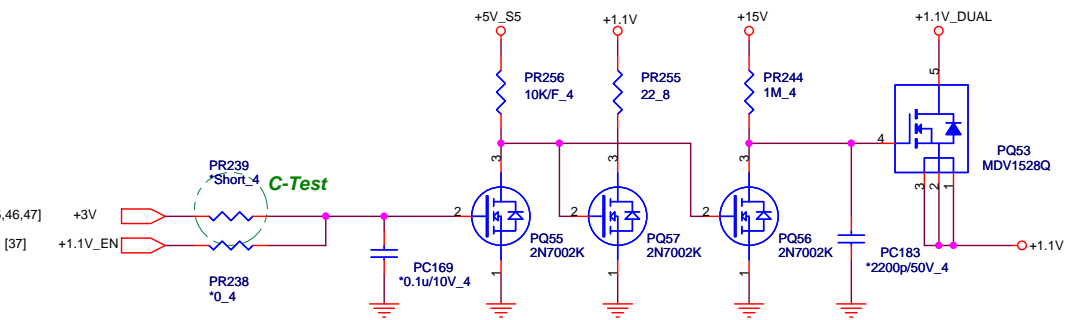 +5V_S5
+1.1V
+15V
+1.1V_DUAL
PR256
10K/F_4
PR255
22_8
PR244
1M_4
5
4
PQ53
MDV1528Q
3
2
1
PR239
*Short_4
C-Test
3
3
3
,46,47]
+3V
2
2
2
[37]
+1.1V_EN
PQ55
2N7002K
PQ57
2N7002K
PQ56
2N7002K
+1.1V
PC169
*0.1u/10V_4
PC183
*2200p/50V_4
1
1
1
PR238
*0_4